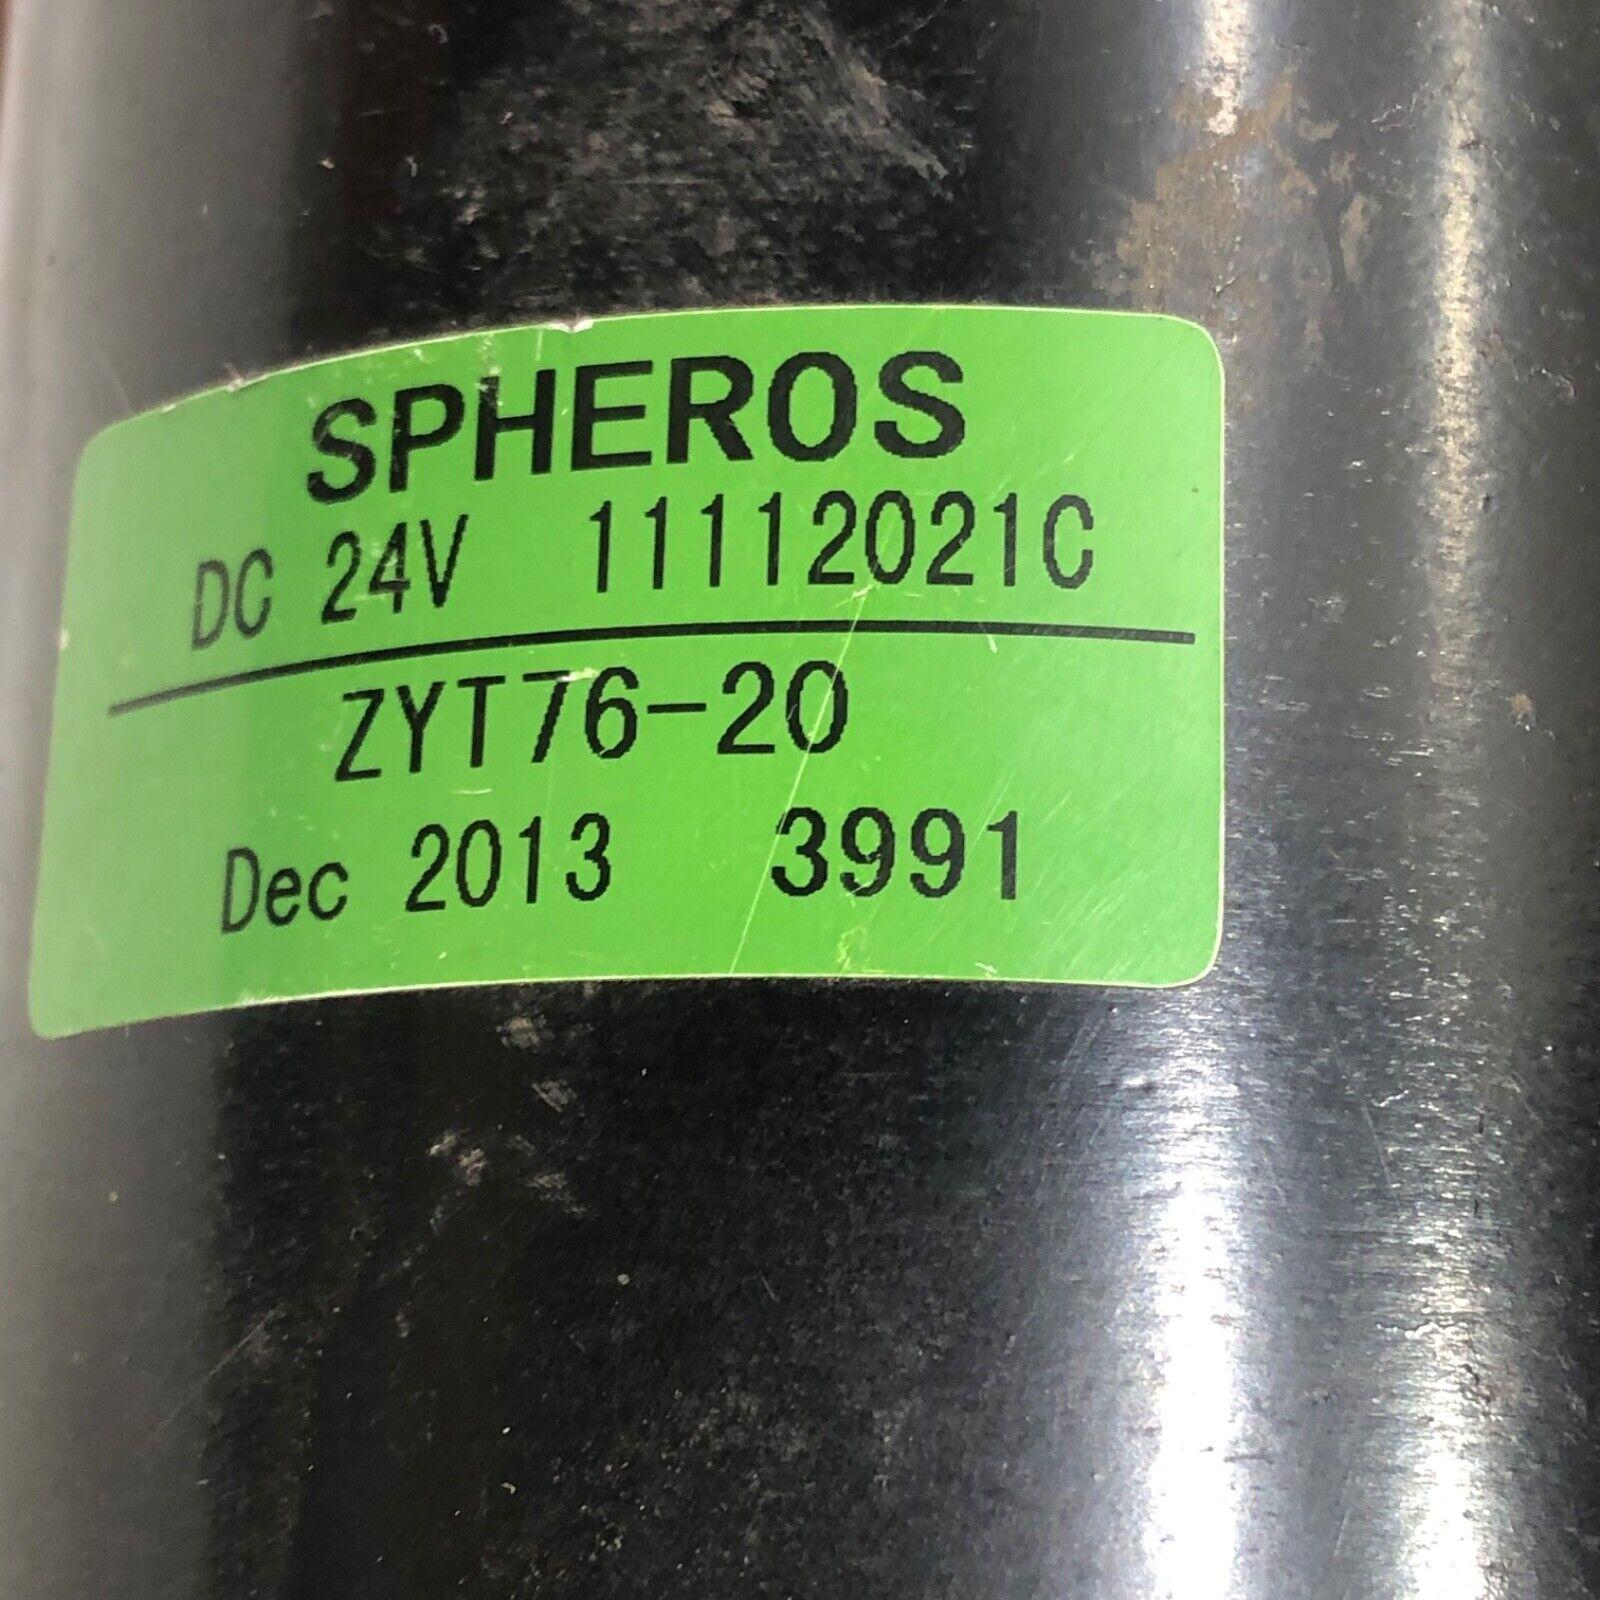 SPHEROS
DC 24V 11112021C
ZYT76-20
Dec 2013 3991